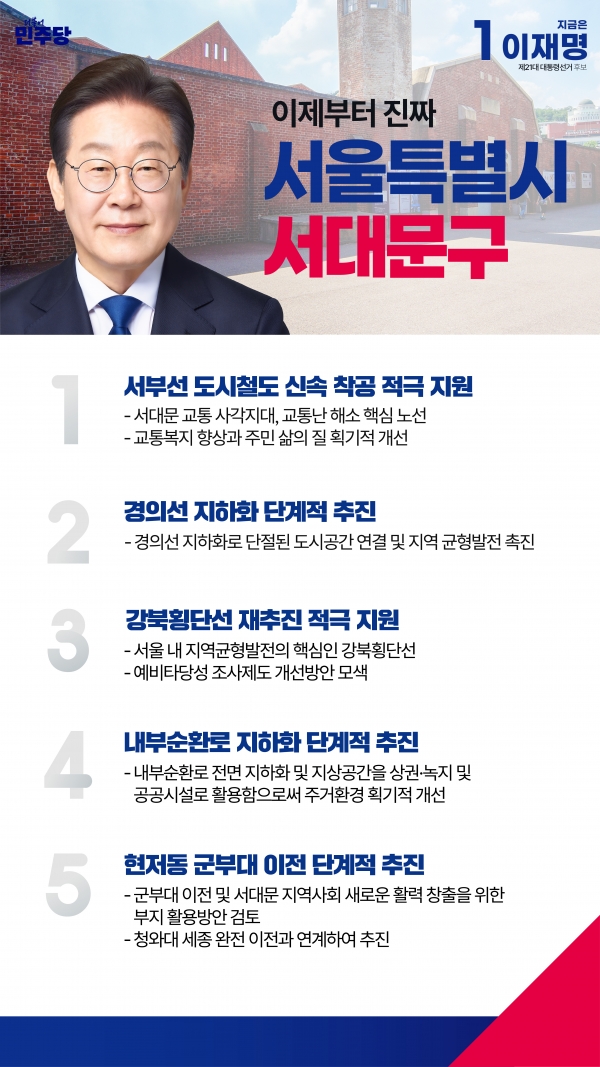 더불어
민주당
지금은
1 이재명
제21대 대통령선거 후보
이제부터 진짜
서울특별시
서대문구
1
서부선 도시철도 신속 착공 적극 지원
- 서대문 교통 사각지대, 교통난 해소 핵심 노선
- 교통복지 향상과 주민 삶의 질 획기적 개선
2
경의선 지하화 단계적 추진
- 경의선 지하화로 단절된 도시공간 연결 및 지역 균형발전 촉진
3
강북횡단선 재추진 적극 지원
- 서울 내 지역균형발전의 핵심인 강북횡단선
- 예비타당성 조사제도 개선방안 모색
4
내부순환로 지하화 단계적 추진
- 내부순환로 전면 지하화 및 지상공간을 상권·녹지 및
공공시설로 활용함으로써 주거환경 획기적 개선
5
현저동 군부대 이전 단계적 추진
- 군부대 이전 및 서대문 지역사회 새로운 활력 창출을 위한
부지 활용방안 검토
- 청와대 세종 완전 이전과 연계하여 추진